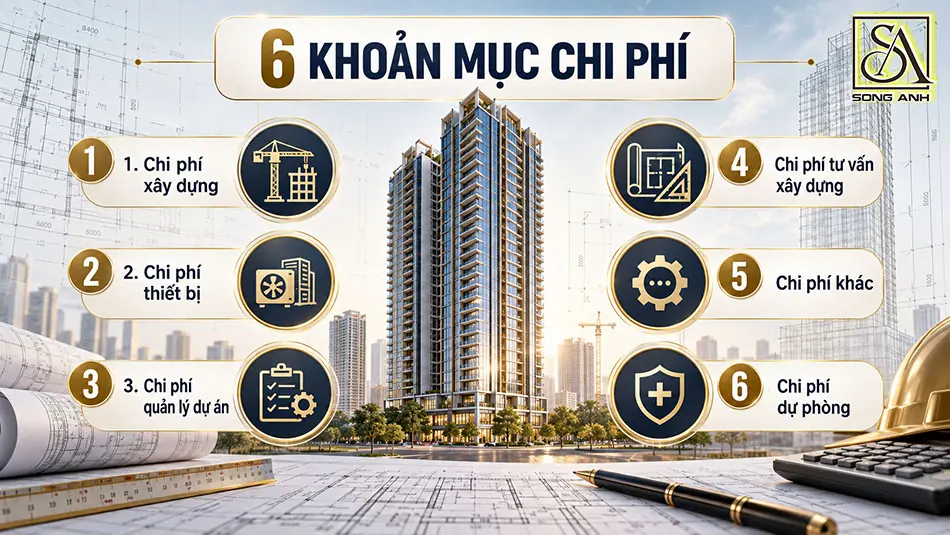 6 KHOẢN MỤC CHI PHÍ
SA
SONG ANH
1
1. Chi phí
xây dựng
2
2. Chi phí
thiết bị
3
3. Chi phí
quản lý dự án
4
Chi phí tư vấn
xây dựng
5
Chi phí khác
6
Chi phí
dự phòng